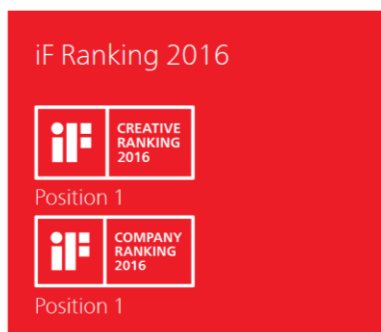 iF Ranking 2016
iF
CREATIVE
RANKING
2016
Position 1
iF
COMPANY
RANKING
2016
Position 1